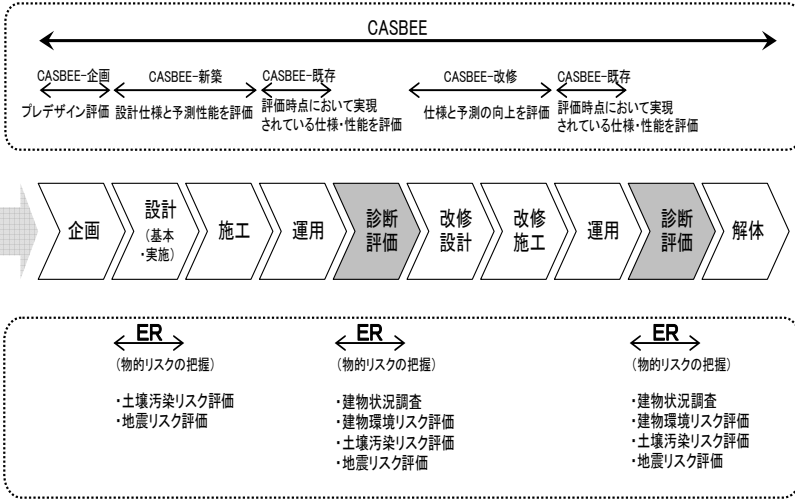 CASBEE
CASBEE-企画
CASBEE-新築
CASBEE-既存
CASBEE-改修
CASBEE-既存
プレデザイン評価
設計仕様と予測性能を評価
評価時点において実現
されている仕様・性能を評価
仕様と予測の向上を評価
評価時点において実現
されている仕様・性能を評価
企画
設計
(基本
・実施)
施工
運用
診断
評価
改修
設計
改修
施工
運用
診断
評価
解体
ER
(物的リスクの把握)
・土壌汚染リスク評価
・地震リスク評価
ER
(物的リスクの把握)
・建物状況調査
・建物環境リスク評価
・土壌汚染リスク評価
・地震リスク評価
ER
(物的リスクの把握)
・建物状況調査
・建物環境リスク評価
・土壌汚染リスク評価
・地震リスク評価